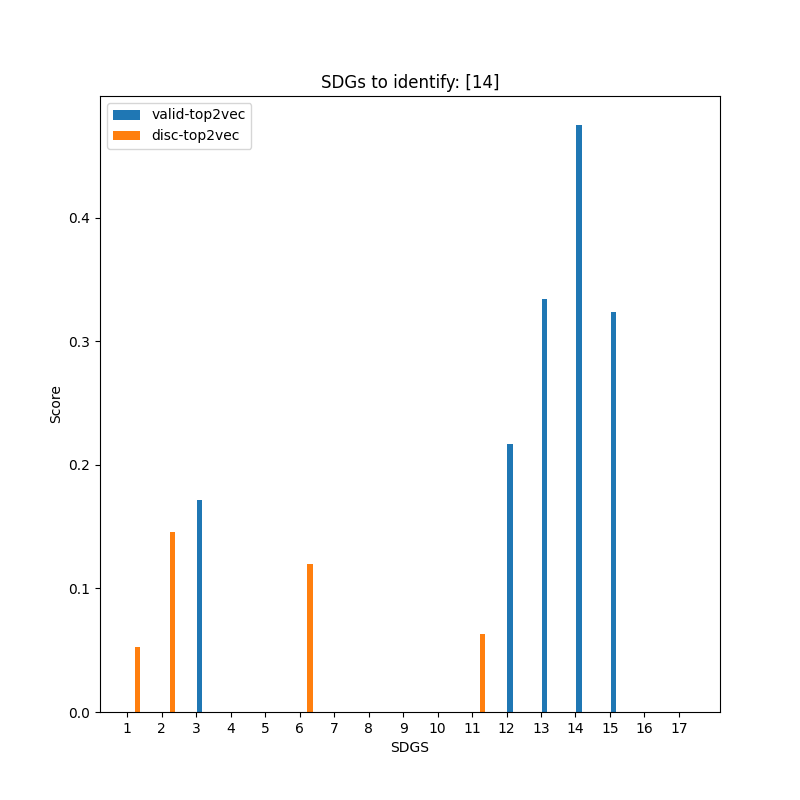 SDGs to identify: [14]
valid-top2vec
disc-top2vec
0.4
0.3
0.2
0.1
0.0
Score
1 2 3 4 5 6 7 8 9 10 11 12 13 14 15 16 17
SDGS